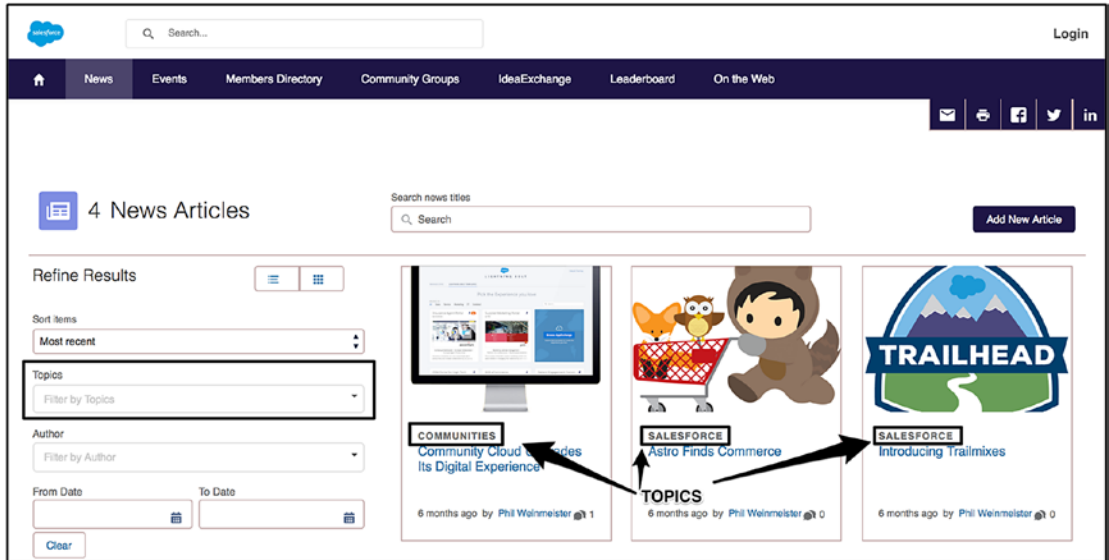 salesforce
Search...
Login
News Events Members Directory Community Groups IdeaExchange Leaderboard On the Web
in
4 News Articles
Search news titles
Search
Add New Article
Refine Results
Sort items
Most recent
Topics
Filter by Topics
Author
Filter by Author
From Date To Date
Clear
COMMUNITIES
Community Cloud Its Digital Experience
6 months ago by Phil Weinmeister 1
TRAILHEAD
SALESFORCE
Astro Finds Commerce
6 months ago by Phil Weinmeister 0
SALESFORCE
Introducing Trailmixes
6 months ago by Phil Weinmeister 0
TOPICS